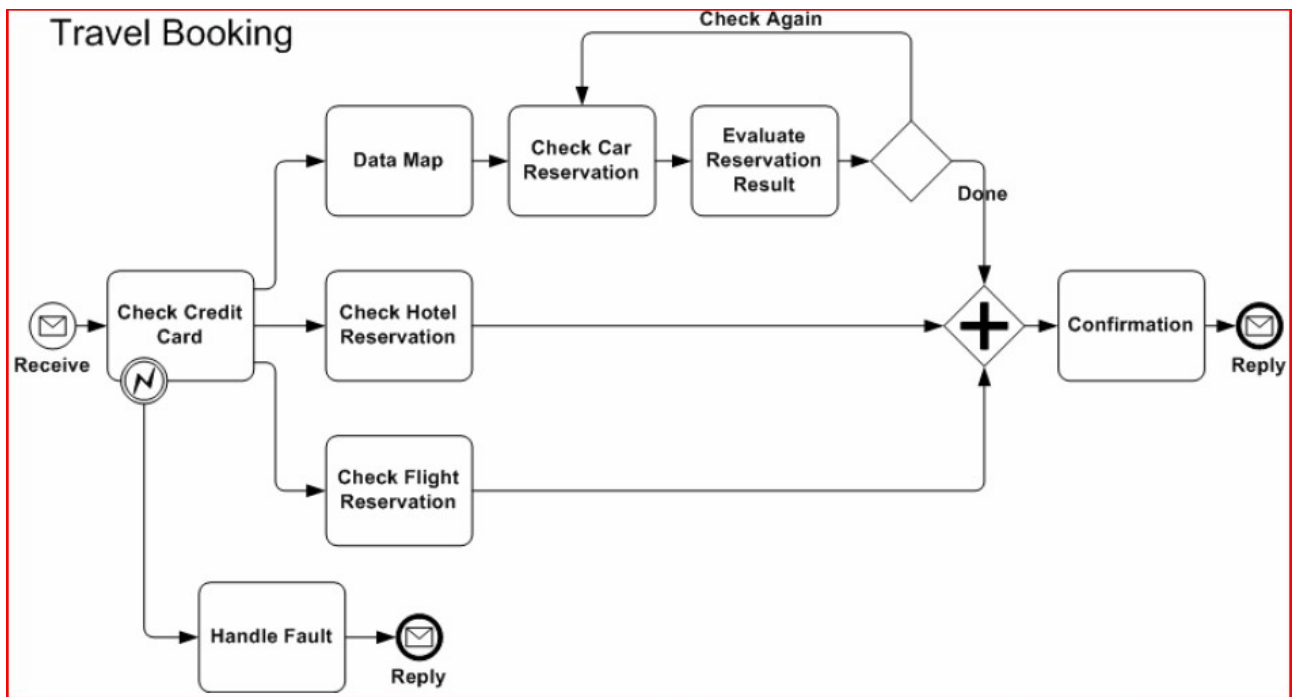 Travel Booking
Check Again
Data Map
Check Car
Reservation
Evaluate
Reservation
Result
Done
Check Credit
Card
Receive
Check Hotel
Reservation
Confirmation
Reply
Check Flight
Reservation
Handle Fault
Reply